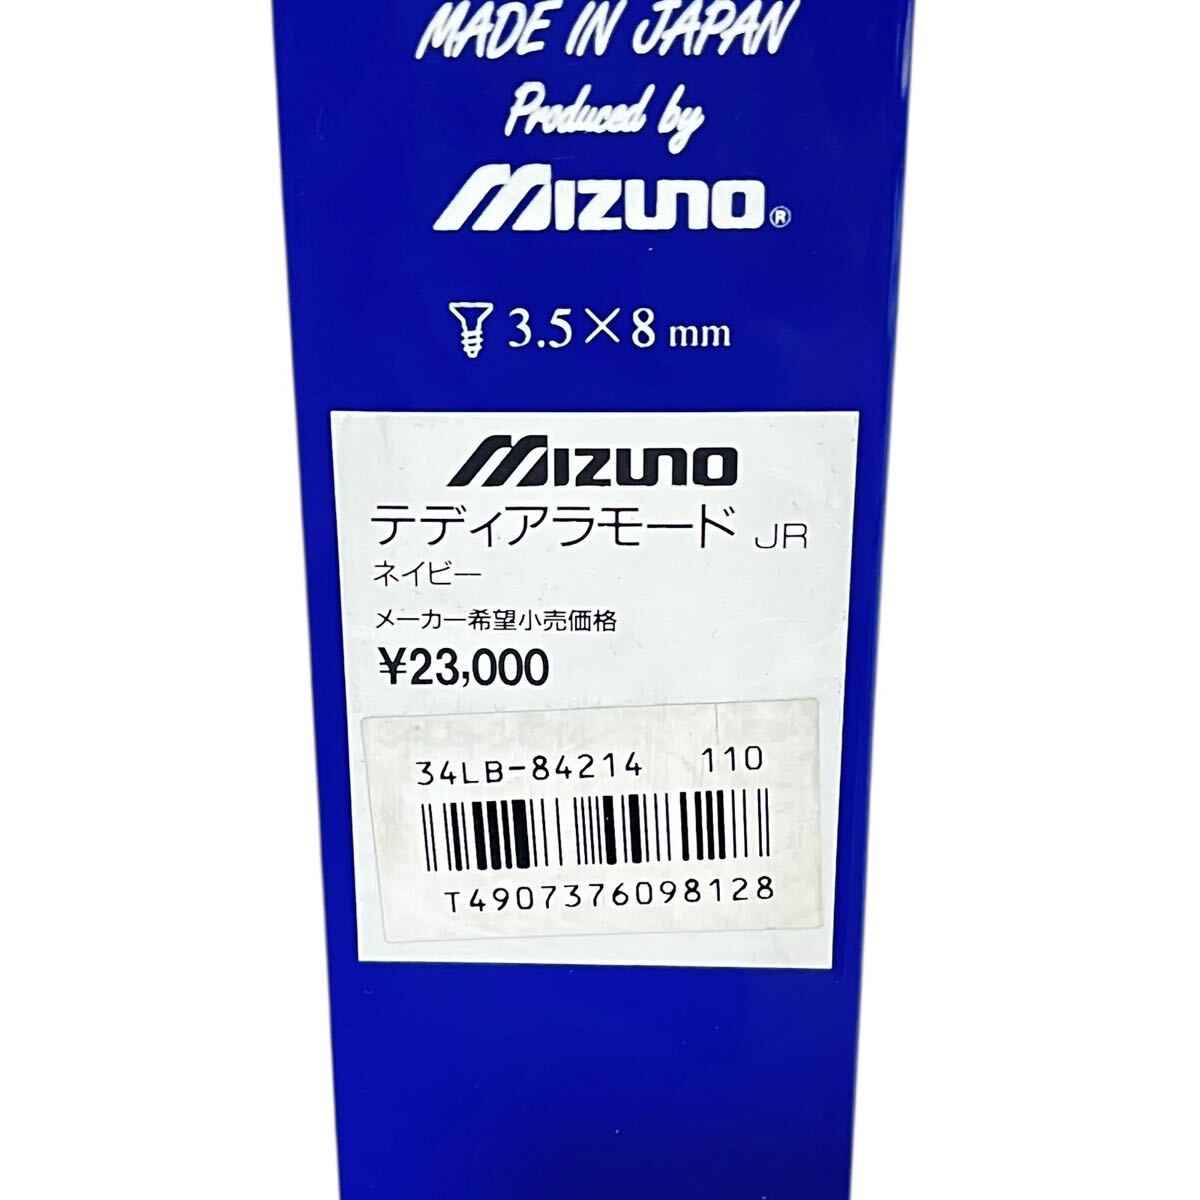 MADE IN JAPAN
Produced by
MIZUNO®
3.5×8mm
MIZUNO
テディアラモード JR
ネイビー
メーカー希望小売価格
¥23,000
34LB-84214 110
T4907376098128